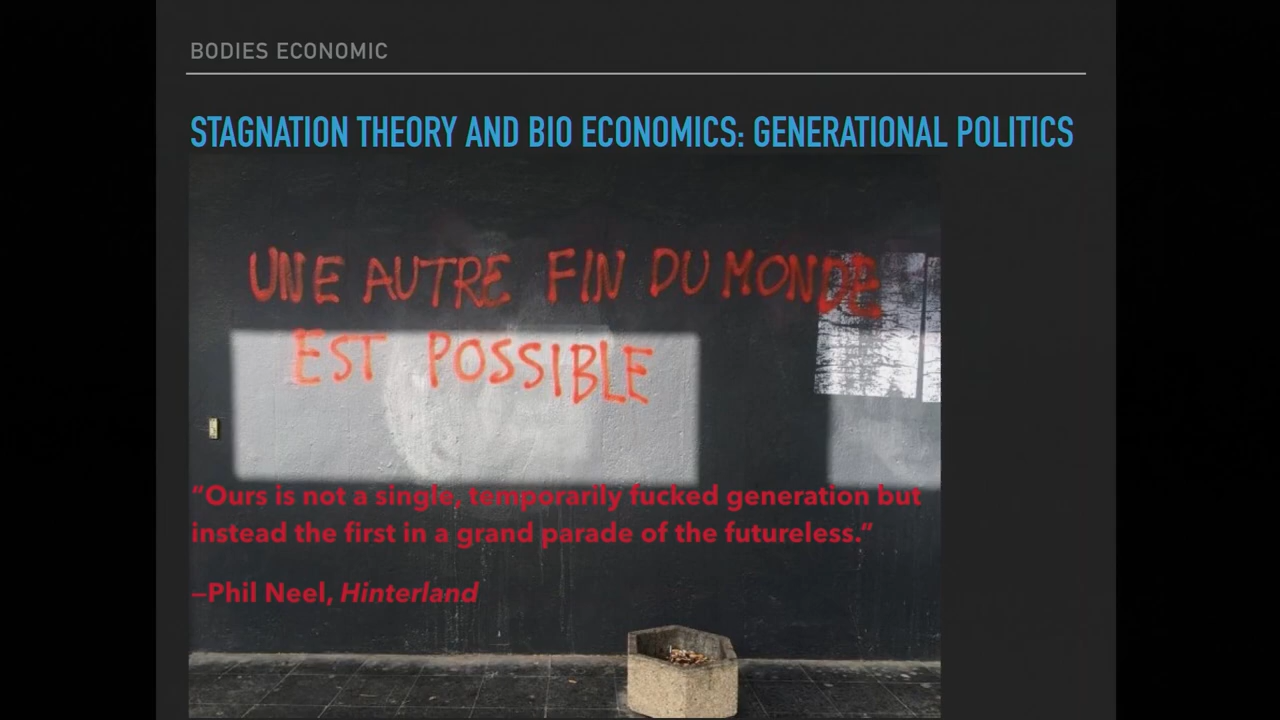 BODIES ECONOMIC
STAGNATION THEORY AND BIO ECONOMICS: GENERATIONAL POLITICS
UNE AUTRE FIN DU MONDE
EST POSSIBLE
“Ours is not a single, temporarily fucked generation but
instead the first in a grand parade of the futureless.”
—Phil Neel, Hinterland